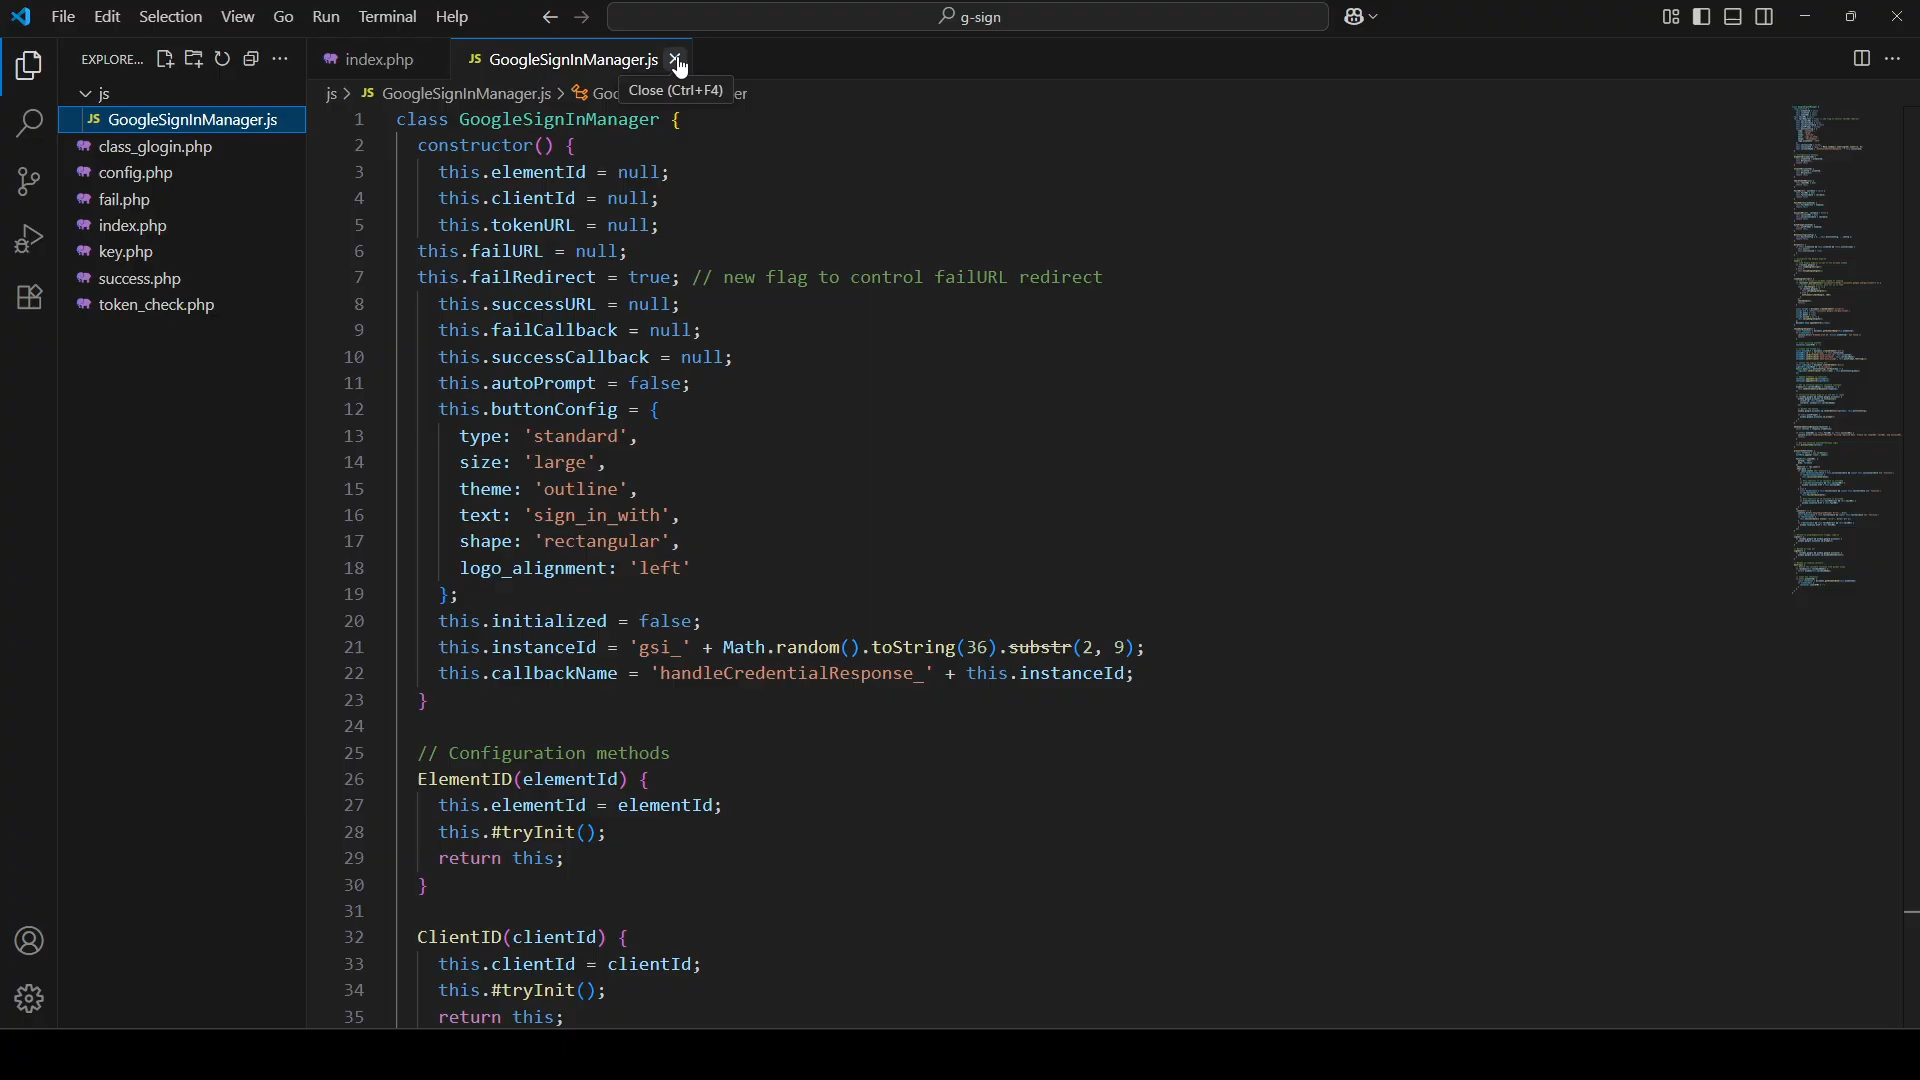 File Edit Selection View Go Run Terminal Help
g-sign
EXPLORE...
index.php
JS GoogleSignInManager.js
Close (Ctrl+F4)
js > JS GoogleSignInManager.js > Goo er
js
JS GoogleSignInManager.js
class_glogin.php
config.php
fail.php
index.php
key.php
success.php
token_check.php
1 class GoogleSignInManager {
2 constructor() {
3 this.elementId = null;
4 this.clientId = null;
5 this.tokenURL = null;
6 this.failURL = null;
7 this.failRedirect = true; // new flag to control failURL redirect
8 this.successURL = null;
9 this.failCallback = null;
10 this.successCallback = null;
11 this.autoPrompt = false;
12 this.buttonConfig = {
13 type: 'standard',
14 size: 'large',
15 theme: 'outline',
16 text: 'sign_in_with',
17 shape: 'rectangular',
18 logo_alignment: 'left'
19 };
20 this.initialized = false;
21 this.instanceId = 'gsi_' + Math.random().toString(36).substr(2, 9);
22 this.callbackName = 'handleCredentialResponse_' + this.instanceId;
23 }
24
25 // Configuration methods
26 ElementID(elementId) {
27 this.elementId = elementId;
28 this.#tryInit();
29 return this;
30 }
31
32 ClientID(clientId) {
33 this.clientId = clientId;
34 this.#tryInit();
35 return this;